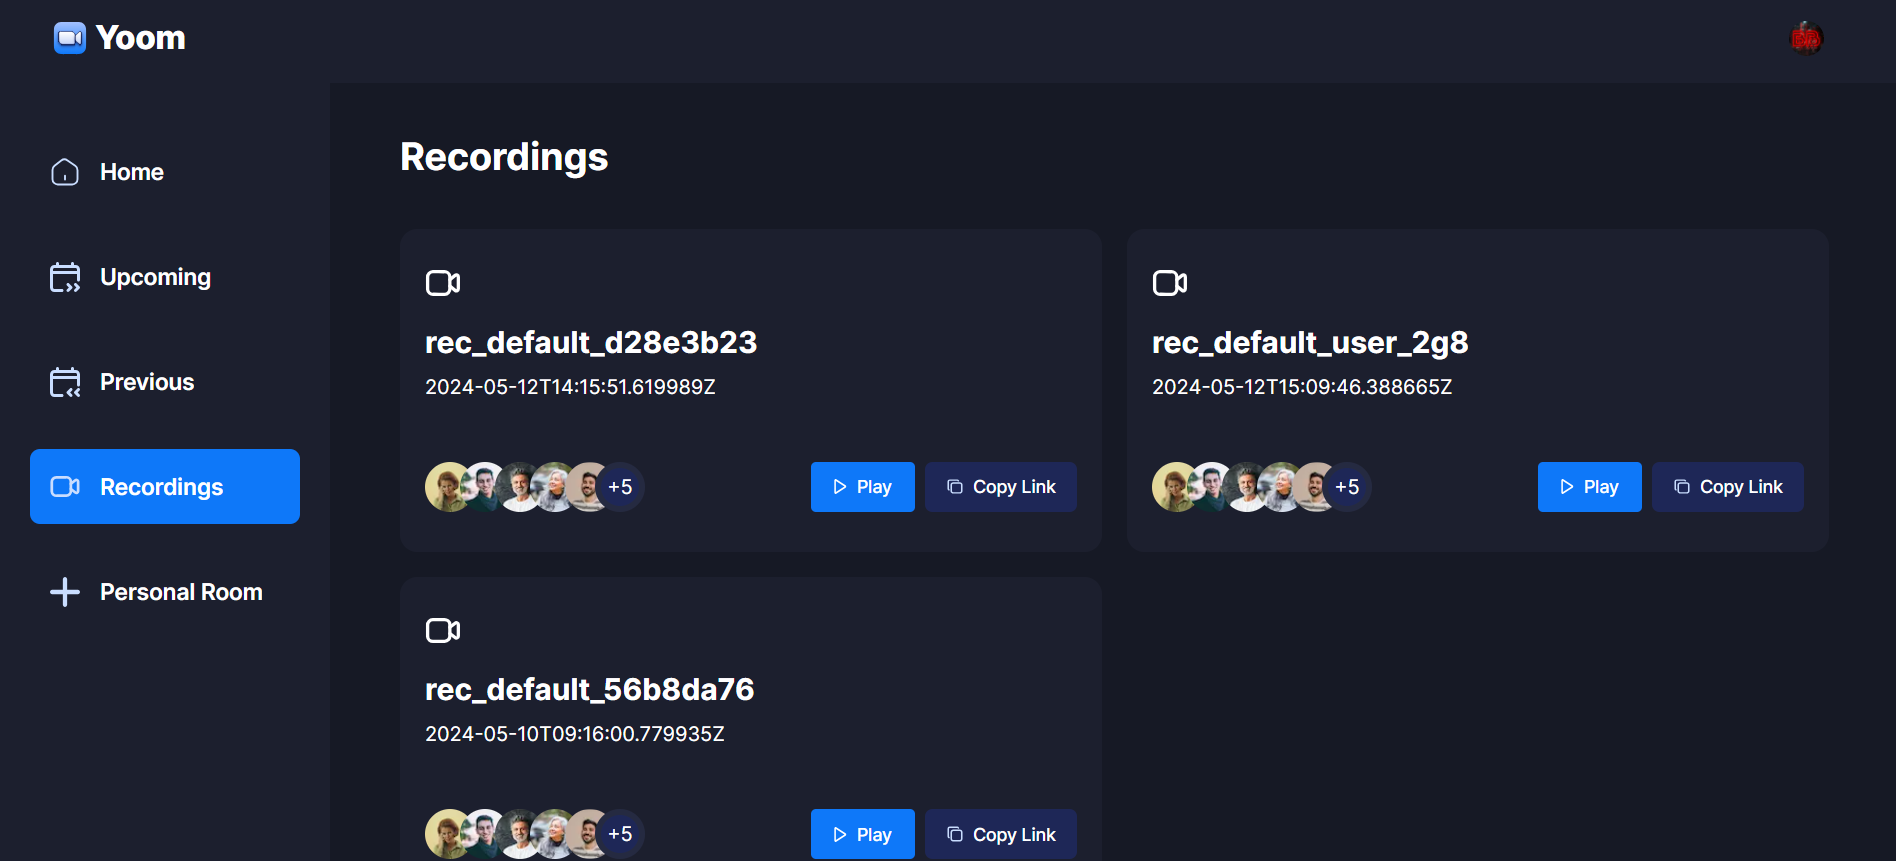 Yoom
Home
Upcoming
Previous
Recordings
Personal Room
Recordings
rec_default_d28e3b23
2024-05-12T14:15:51.619989Z
+5
Play
Copy Link
rec_default_user_2g8
2024-05-12T15:09:46.388665Z
+5
Play
Copy Link
rec_default_56b8da76
2024-05-10T09:16:00.779935Z
+5
Play
Copy Link